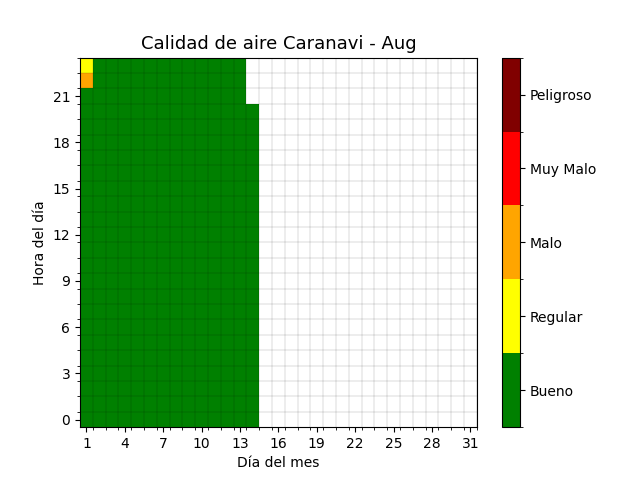 Calidad de aire Caranavi - Aug
Hora del día
21
18
15
12
9
6
3
0
1 4 7 10 13 16 19 22 25 28 31
Día del mes
Peligroso
Muy Malo
Malo
Regular
Bueno